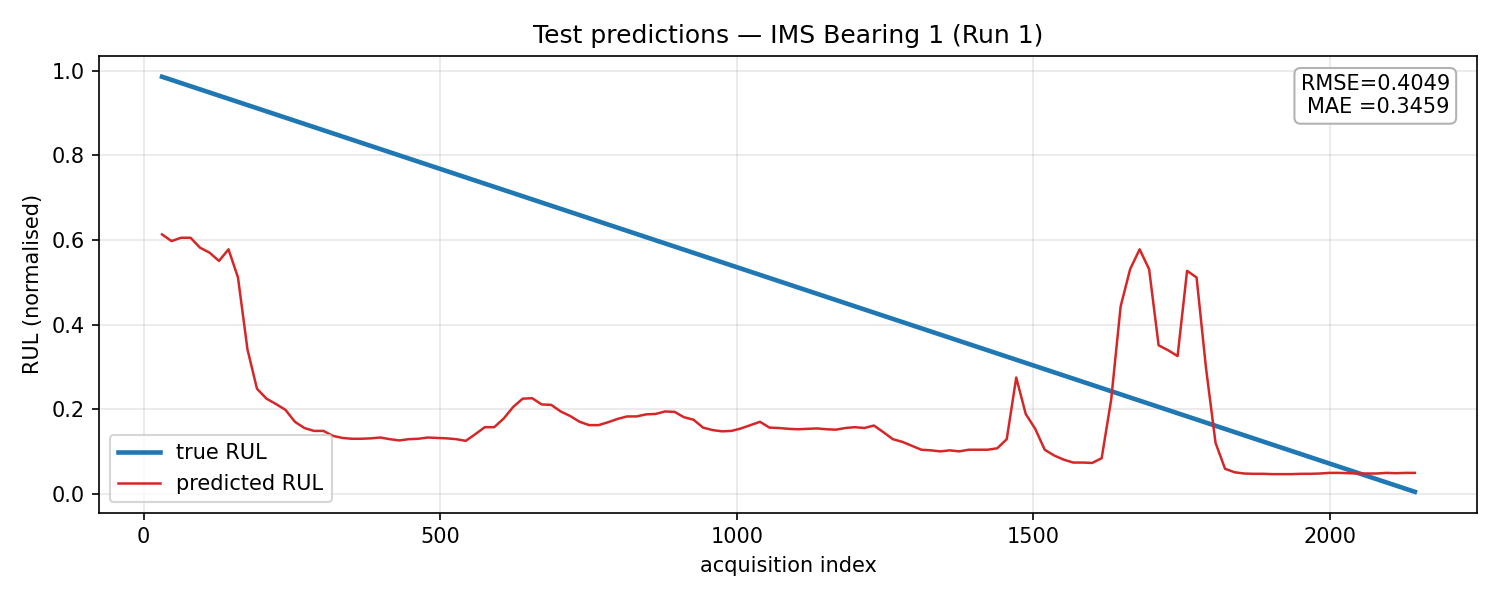 Test predictions — IMS Bearing 1 (Run 1)
RMSE=0.4049
MAE =0.3459
RUL (normalised)
1.0
0.8
0.6
0.4
0.2
0.0
true RUL
predicted RUL
0 500 1000 1500 2000
acquisition index